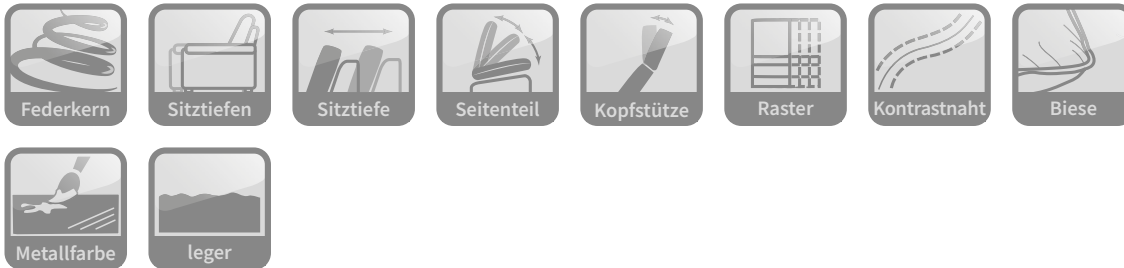 Federkern
Sitztiefen
Sitztiefe
Seitenteil
Kopfstütze
Raster
Kontrastnaht
Biese
Metallfarbe
leger